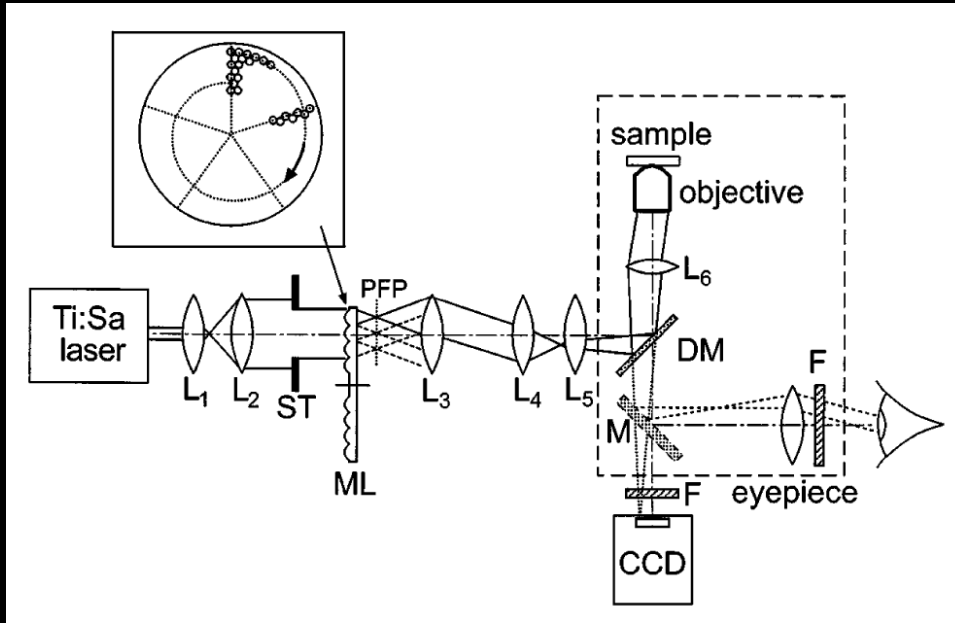 sample
objective
L6
PFP
Ti:Sa
laser
DM
F
L1
L2
ST
L3
L4
L5
M
ML
F
eyepiece
CCD